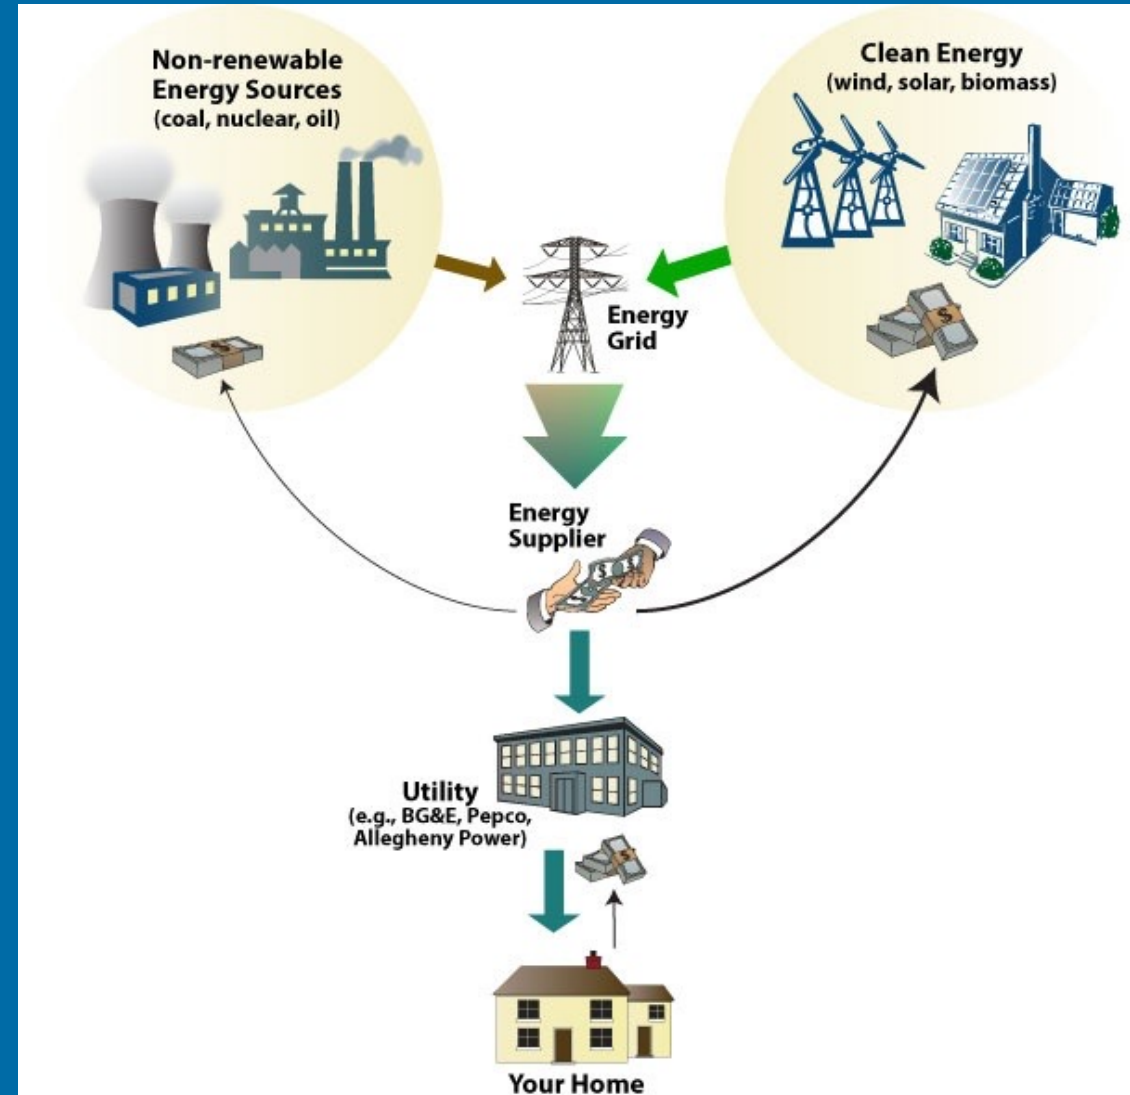 Non-renewable
Energy Sources
(coal, nuclear, oil)
Clean Energy
(wind, solar, biomass)
$
$
Energy
Grid
Energy
Supplier
$ $
Utility
(e.g., BG&E, Pepco,
Allegheny Power)
$
Your Home